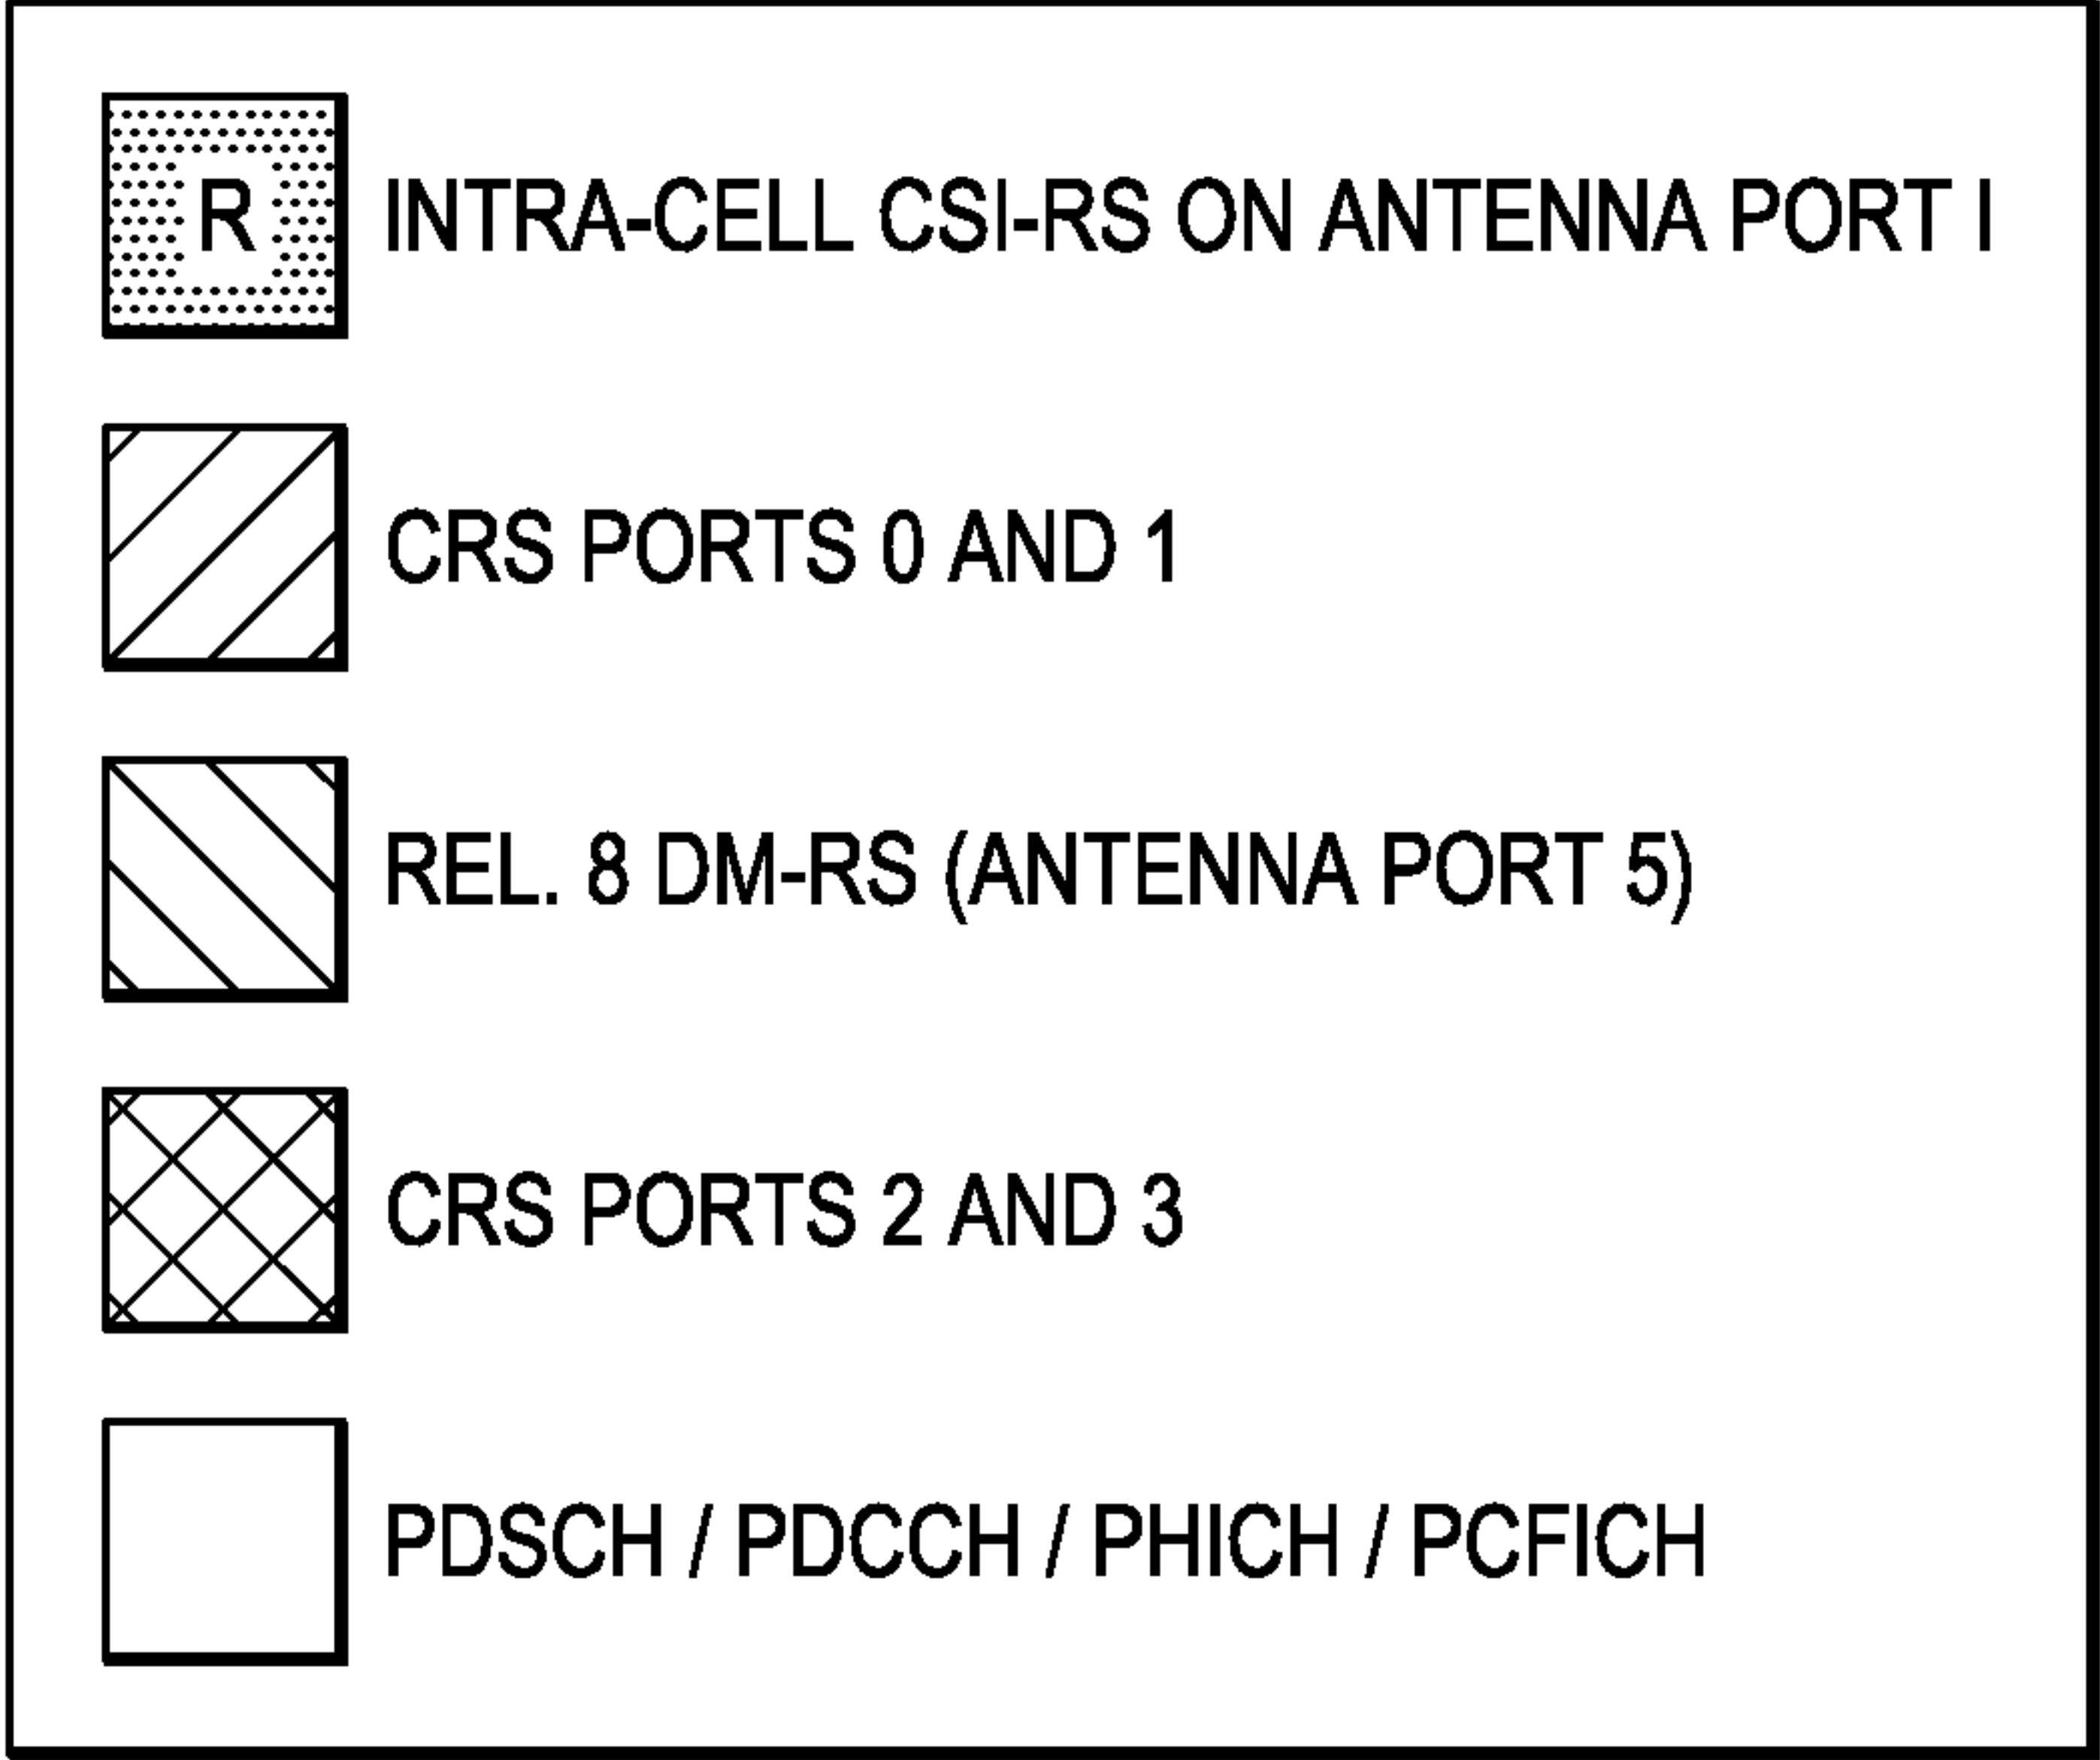 R INTRA-CELL CSI-RS ON ANTENNA PORT I
CRS PORTS 0 AND 1
REL. 8 DM-RS (ANTENNA PORT 5)
CRS PORTS 2 AND 3
PDSCH / PDCCH / PHICH / PCFICH